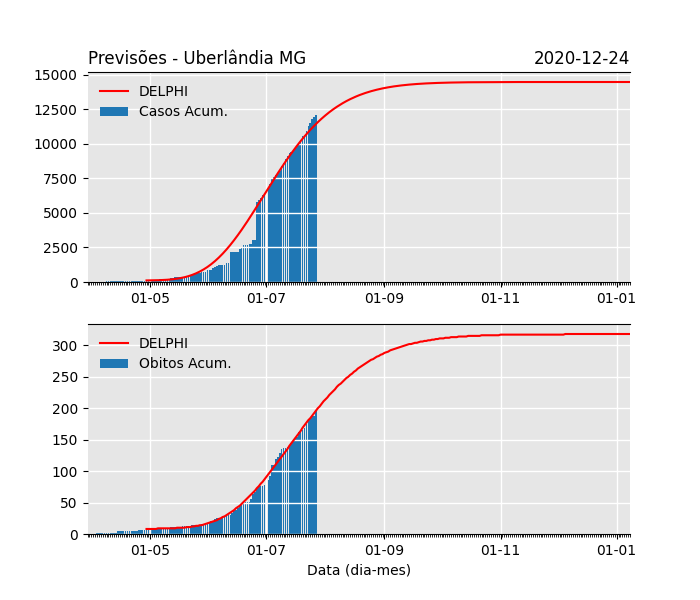 Previsões - Uberlândia MG 2020-12-24
15000
12500
10000
7500
5000
2500
0
DELPHI
Casos Acum.
01-05 01-07 01-09 01-11 01-01
300
250
200
150
100
50
0
DELPHI
Obitos Acum.
01-05 01-07 01-09 01-11 01-01
Data (dia-mes)